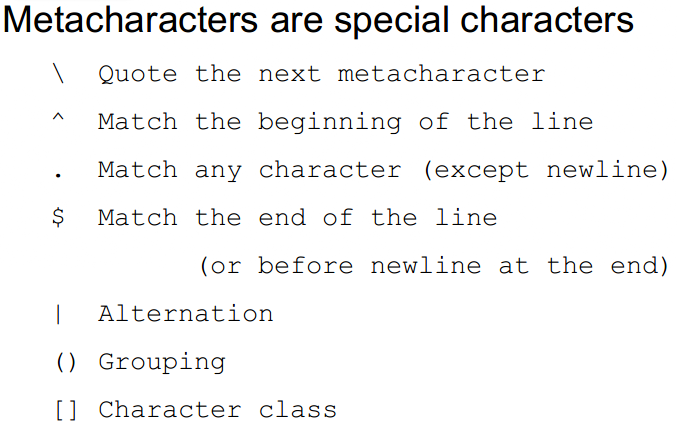 Metacharacters are special characters
\ Quote the next metacharacter
^ Match the beginning of the line
. Match any character (except newline)
$ Match the end of the line
(or before newline at the end)
| Alternation
() Grouping
[] Character class